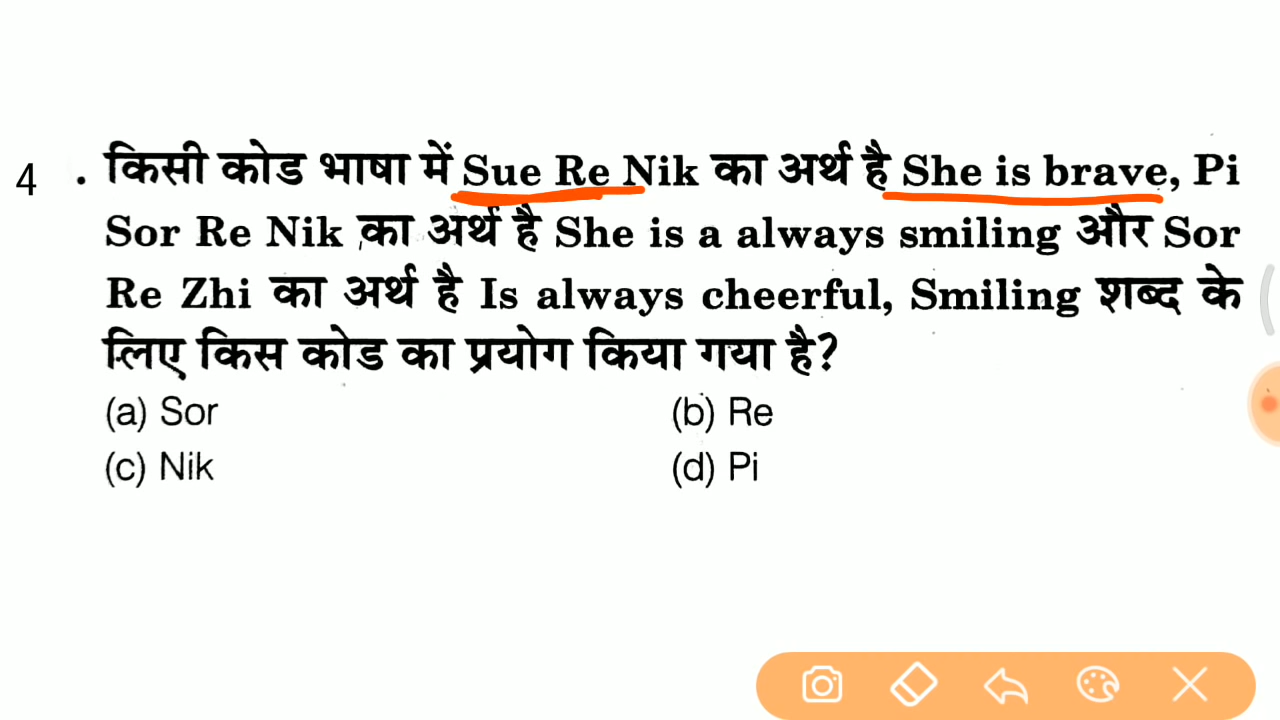 4 . किसी कोड भाषा में Sue Re Nik का अर्थ है She is brave, Pi
Sor Re Nik का अर्थ है She is a always smiling और Sor
Re Zhi का अर्थ है Is always cheerful, Smiling शब्द के
लिए किस कोड का प्रयोग किया गया है?
(a) Sor (b) Re
(c) Nik (d) Pi